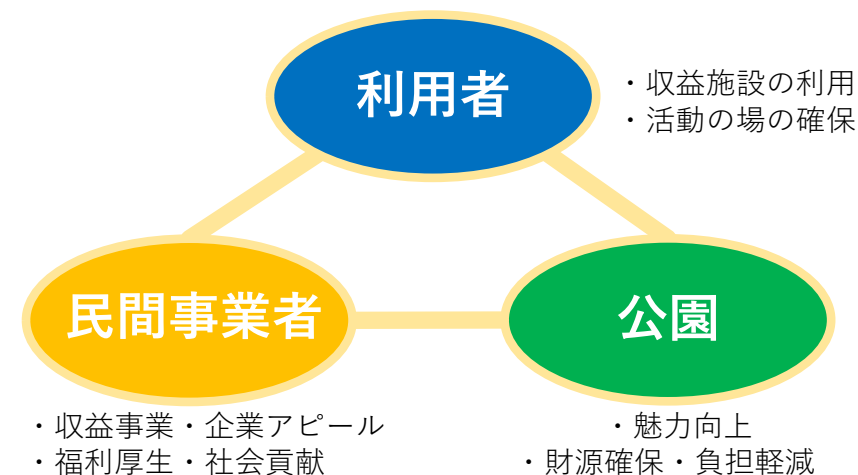 利用者
・収益施設の利用
・活動の場の確保
民間事業者
公園
・収益事業・企業アピール
・福利厚生・社会貢献
・魅力向上
・財源確保・負担軽減